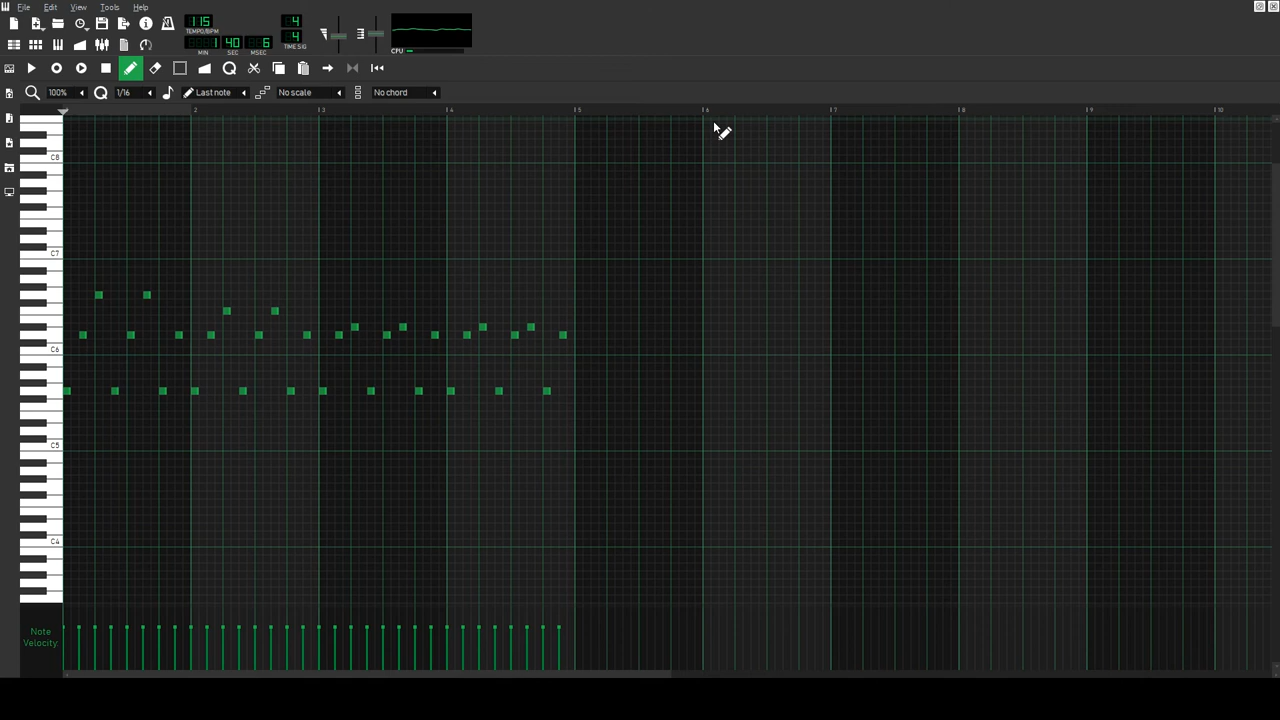 File Edit View Tools Help
115
TEMPO/BPM
4
4
TIME SIG
1 40 6
MIN SEC MSEC
CPU
100% 1/16 Last note No scale No chord
2 3 4 5 6 7 8 9 10
C8
C7
C6
C5
C4
Note
Velocity: